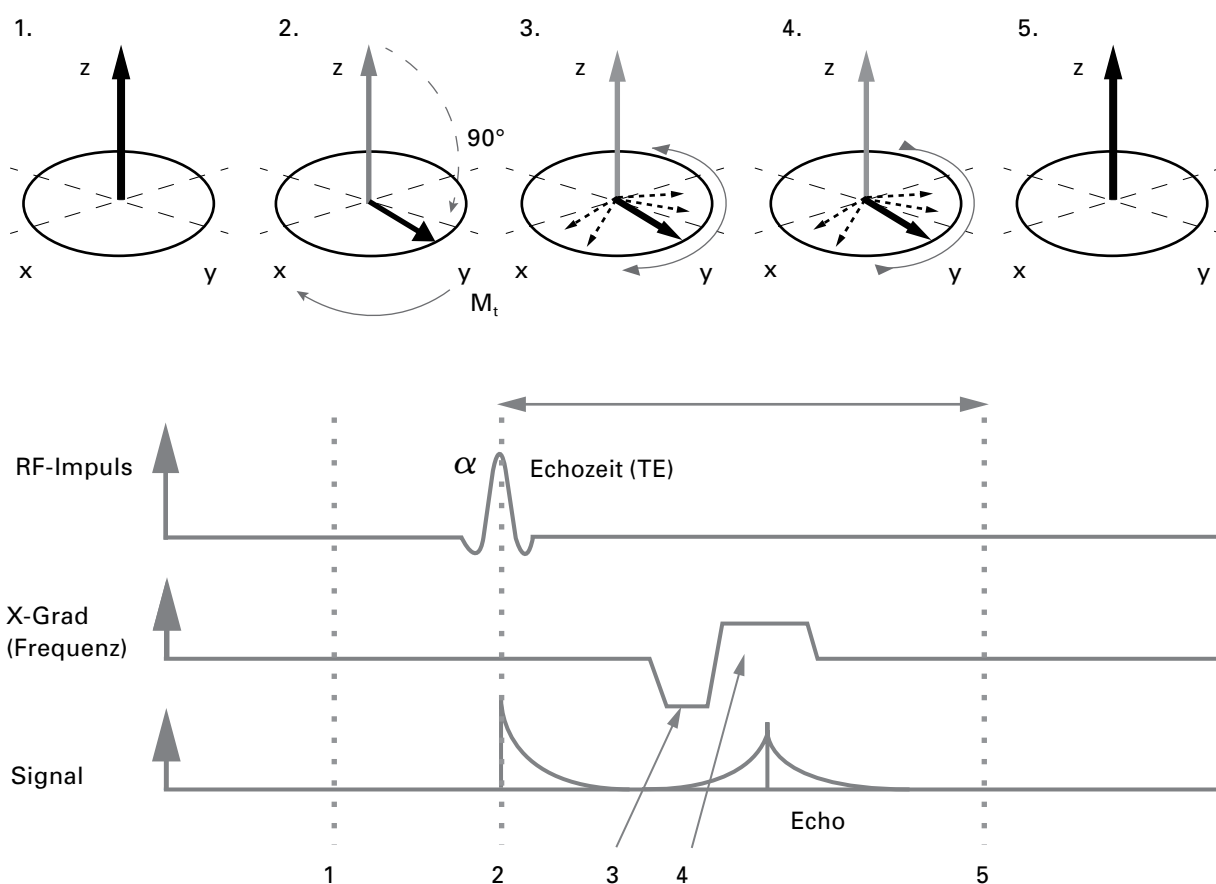 1.
2.
3.
4.
5.
z
z
z
z
z
90°
x
y
x
y
x
y
x
y
x
y
M_t
RF-Impuls
α
Echozeit (TE)
X-Grad
(Frequenz)
Signal
Echo
1
2
3
4
5